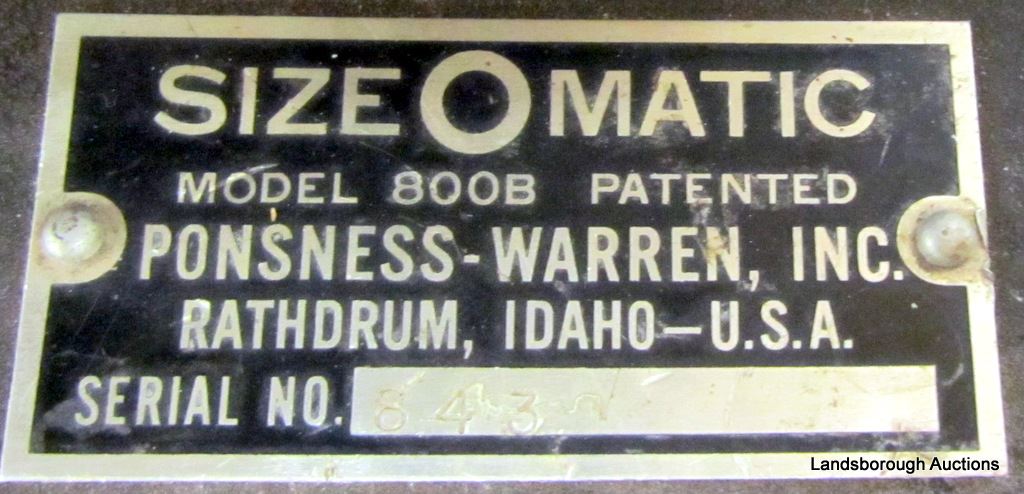 SIZE O MATIC
MODEL 800B PATENTED
PONSNESS-WARREN, INC.
RATHDRUM, IDAHO—U.S.A.
SERIAL NO. 843
Landsborough Auctions